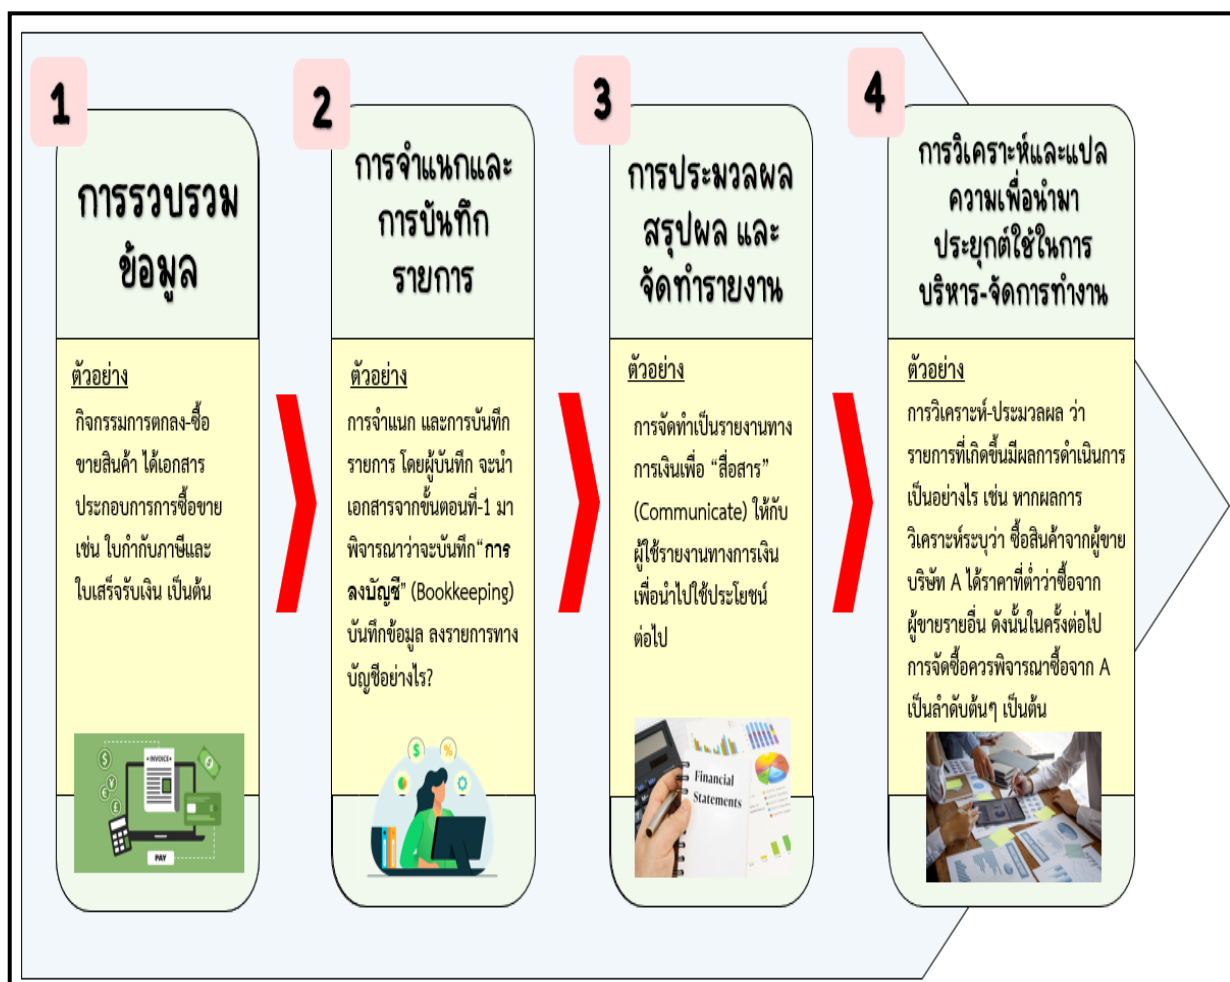 1
การรวบรวม
ข้อมูล
ตัวอย่าง
กิจกรรมการตกลง-ซื้อ
ขายสินค้า ได้เอกสาร
ประกอบการการซื้อขาย
เช่น ใบกำกับภาษีและ
ใบเสร็จรับเงิน เป็นต้น
INVOICE
PAY
2
การจำแนกและ
การบันทึก
รายการ
ตัวอย่าง
การจำแนก และการบันทึก
รายการ โดยผู้บันทึก จะนำ
เอกสารจากขั้นตอนที่-1 มา
พิจารณาว่าจะบันทึก“การ
ลงบัญชี” (Bookkeeping)
บันทึกข้อมูล ลงรายการทาง
บัญชีอย่างไร?
$
%
3
การประมวลผล
สรุปผล และ
จัดทำรายงาน
ตัวอย่าง
การจัดทำเป็นรายงานทาง
การเงินเพื่อ “สื่อสาร”
(Communicate) ให้กับ
ผู้ใช้รายงานทางการเงิน
เพื่อนำไปใช้ประโยชน์
ต่อไป
Financial
Statements
4
การวิเคราะห์และแปล
ความเพื่อนำมา
ประยุกต์ใช้ในการ
บริหาร-จัดการทำงาน
ตัวอย่าง
การวิเคราะห์-ประมวลผล ว่า
รายการที่เกิดขึ้นมีผลการดำเนินการ
เป็นอย่างไร เช่น หากผลการ
วิเคราะห์ระบุว่า ซื้อสินค้าจากผู้ขาย
บริษัท A ได้ราคาที่ต่ำว่าซื้อจาก
ผู้ขายรายอื่น ดังนั้นในครั้งต่อไป
การจัดซื้อควรพิจารณาซื้อจาก A
เป็นลำดับต้นๆ เป็นต้น